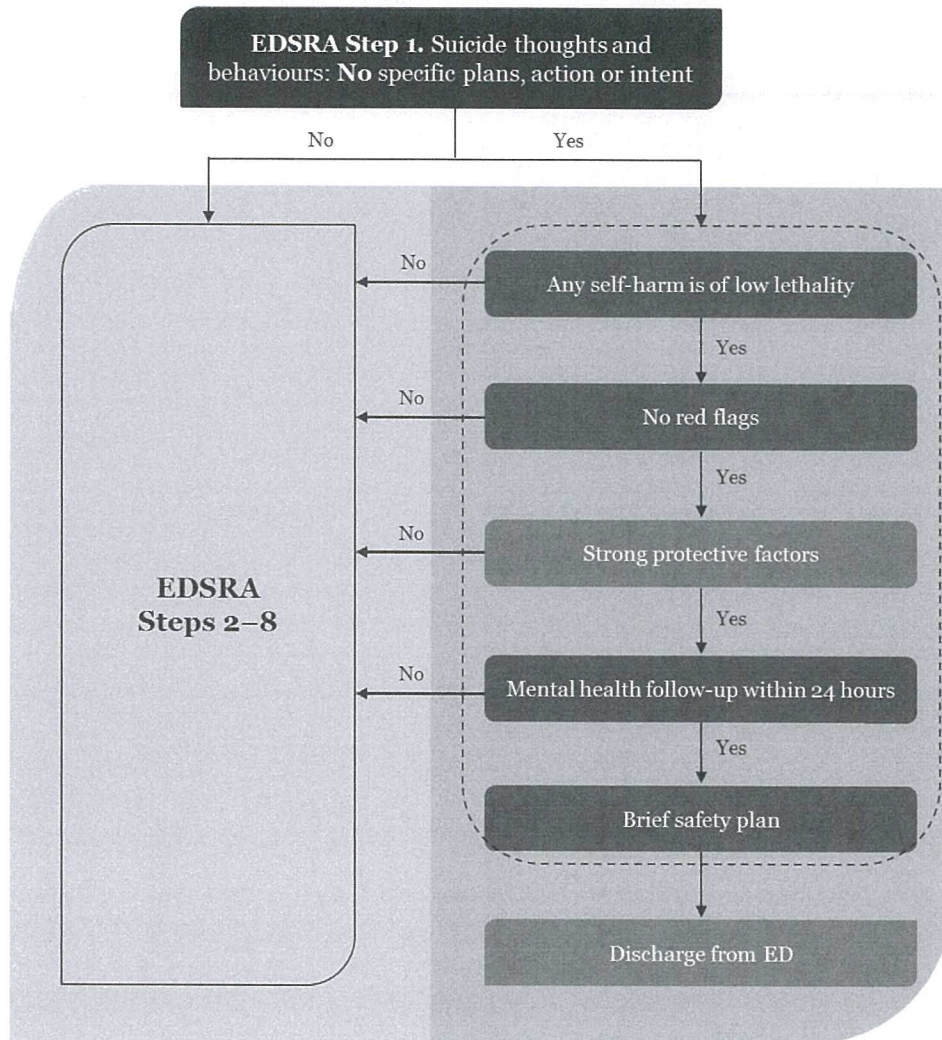 EDSRA Step 1. Suicide thoughts and
behaviours: No specific plans, action or intent
No
Yes
No
Any self-harm is of low lethality
Yes
No
No red flags
Yes
No
Strong protective factors
EDSRA
Steps 2–8
Yes
No
Mental health follow-up within 24 hours
Yes
Brief safety plan
Discharge from ED